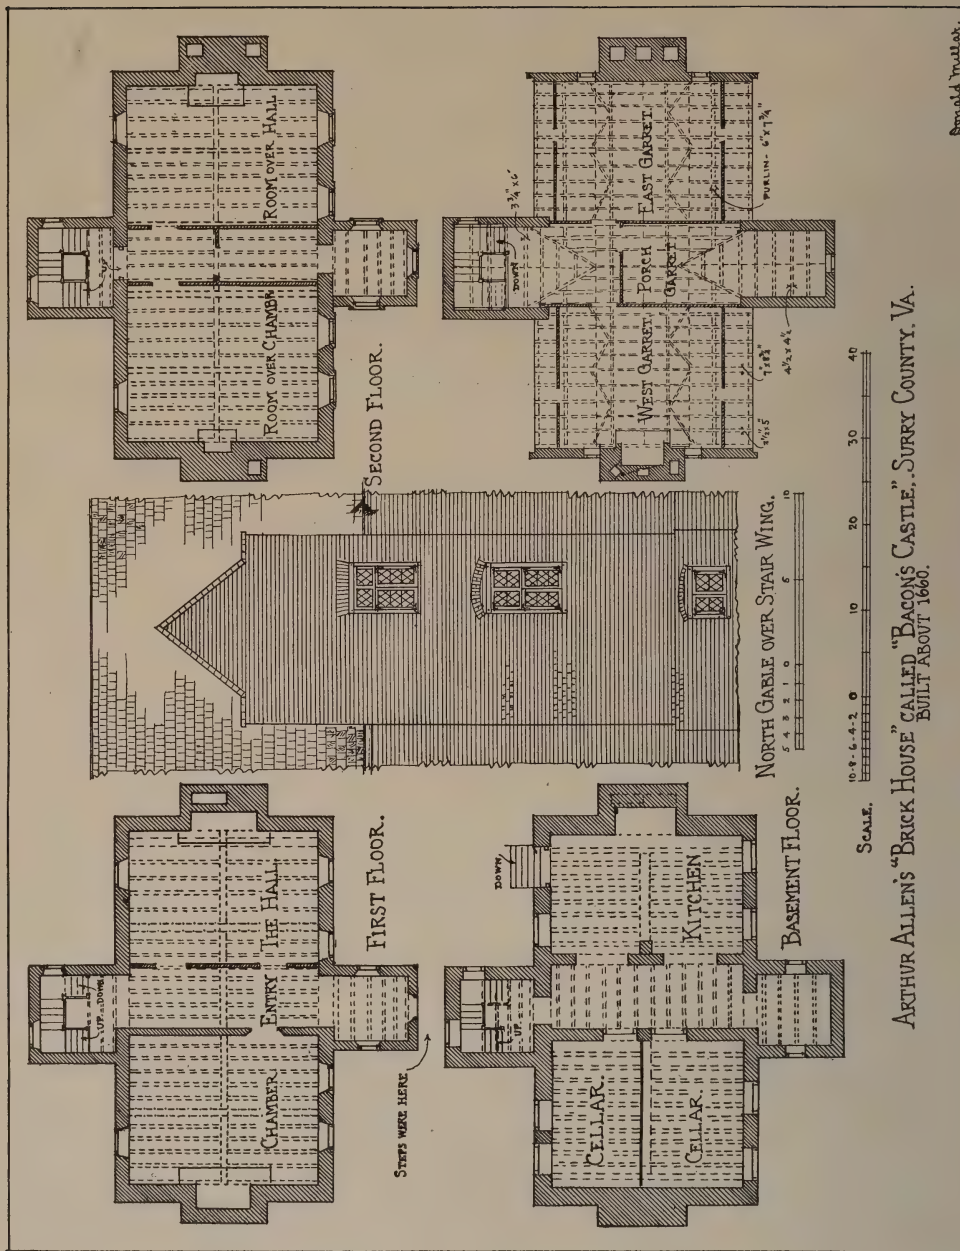 UP
DOWN
CHAMBER
ENTRY
THE HALL
STEPS WERE HERE
FIRST FLOOR.
UP
ROOM OVER CHAMBR
ROOM OVER HALL
SECOND FLOOR.
DOWN
UP
CELLAR.
CELLAR.
KITCHEN
BASEMENT FLOOR.
NORTH GABLE OVER STAIR WING.
5 4 3 2 1 0 5 10
DOWN
3¾ x 6"
WEST GARRET
PORCH
GARRET
EAST GARRET
7"x 8¾"
4½ x 4½
PURLIN - 6" x 7¾"
SCALE.
10-8-6-4-2 0 10 20 30 40
ARTHUR ALLEN'S "BRICK HOUSE" CALLED "BACON'S CASTLE", SURRY COUNTY. VA.
BUILT ABOUT 1660.
Donald Millar.